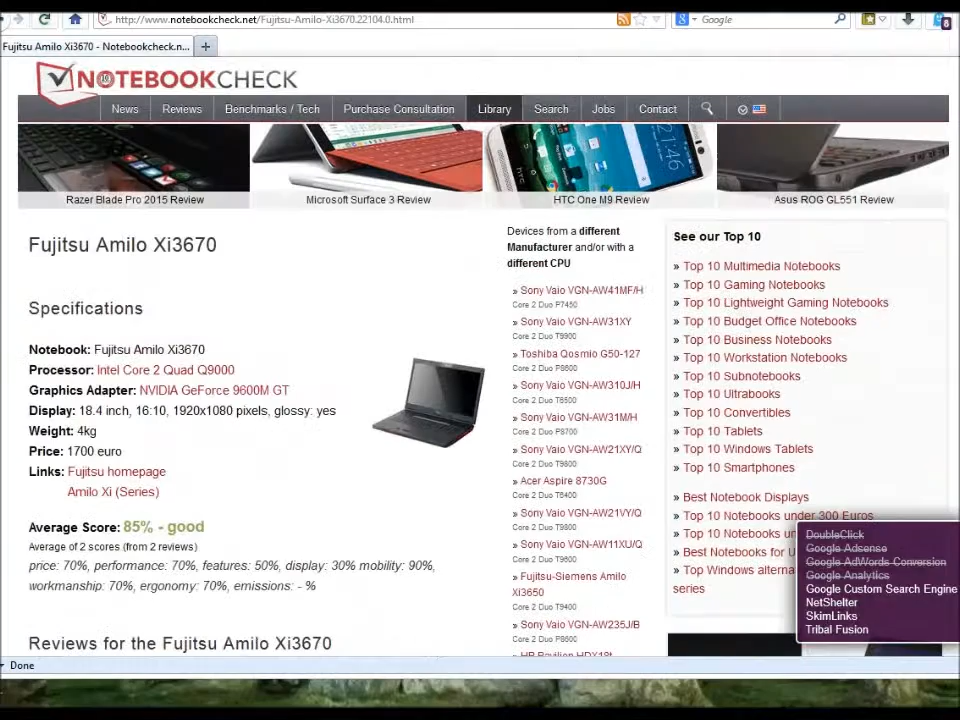 http://www.notebookcheck.net/Fujitsu-Amilo-Xi3670.22104.0.html
Google
8
Fujitsu Amilo Xi3670 - Notebookcheck.n...
NOTEBOOKCHECK
News Reviews Benchmarks / Tech Purchase Consultation Library Search Jobs Contact
21:46
Razer Blade Pro 2015 Review Microsoft Surface 3 Review HTC One M9 Review Asus ROG GL551 Review
Fujitsu Amilo Xi3670
Specifications
Notebook: Fujitsu Amilo Xi3670
Processor: Intel Core 2 Quad Q9000
Graphics Adapter: NVIDIA GeForce 9600M GT
Display: 18.4 inch, 16:10, 1920x1080 pixels, glossy: yes
Weight: 4kg
Price: 1700 euro
Links: Fujitsu homepage
Amilo Xi (Series)
Average Score: 85% - good
Average of 2 scores (from 2 reviews)
price: 70%, performance: 70%, features: 50%, display: 30% mobility: 90%,
workmanship: 70%, ergonomy: 70%, emissions: - %
Reviews for the Fujitsu Amilo Xi3670
Devices from a different
Manufacturer and/or with a
different CPU
» Sony Vaio VGN-AW41MF/H
Core 2 Duo P7450
» Sony Vaio VGN-AW31XY
Core 2 Duo T9900
» Toshiba Qosmio G50-127
Core 2 Duo P8600
» Sony Vaio VGN-AW310J/H
Core 2 Duo T6500
» Sony Vaio VGN-AW31M/H
Core 2 Duo P8700
» Sony Vaio VGN-AW21XY/Q
Core 2 Duo T9800
» Acer Aspire 8730G
Core 2 Duo T6400
» Sony Vaio VGN-AW21VY/Q
Core 2 Duo T9800
» Sony Vaio VGN-AW11XU/Q
Core 2 Duo T9600
» Fujitsu-Siemens Amilo
Xi3650
Core 2 Duo T9400
» Sony Vaio VGN-AW235J/B
Core 2 Duo P8600
» HP Pavilion HDX18t
See our Top 10
» Top 10 Multimedia Notebooks
» Top 10 Gaming Notebooks
» Top 10 Lightweight Gaming Notebooks
» Top 10 Budget Office Notebooks
» Top 10 Business Notebooks
» Top 10 Workstation Notebooks
» Top 10 Subnotebooks
» Top 10 Ultrabooks
» Top 10 Convertibles
» Top 10 Tablets
» Top 10 Windows Tablets
» Top 10 Smartphones
» Best Notebook Displays
» Top 10 Notebooks under 300 Euros
» Top 10 Notebooks un
» Best Notebooks for U
» Top Windows alterna
series
DoubleClick
Google Adsense
Google AdWords Conversion
Google Analytics
Google Custom Search Engine
NetShelter
SkimLinks
Tribal Fusion
Done